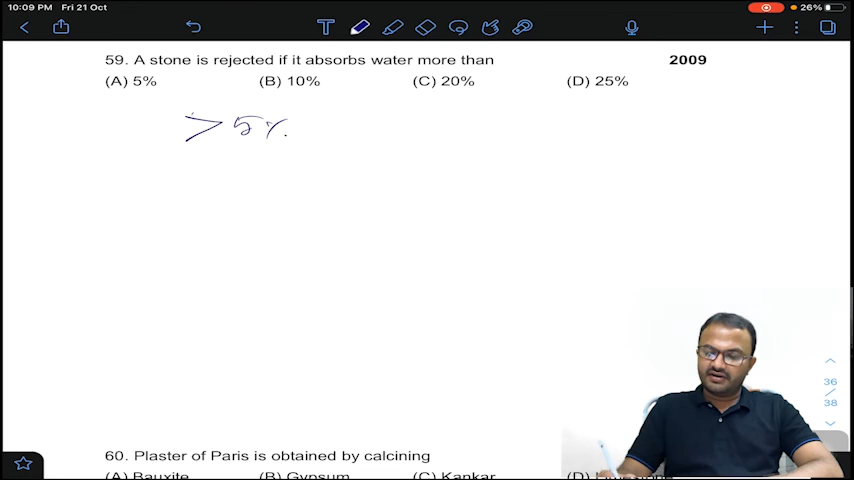 10:09 PM Fri 21 Oct 26%
59. A stone is rejected if it absorbs water more than 2009
(A) 5% (B) 10% (C) 20% (D) 25%
> 5%.
36
38
60. Plaster of Paris is obtained by calcining
(A) Bauxite (B) Gypsum (C) Kankar (D) Limestone